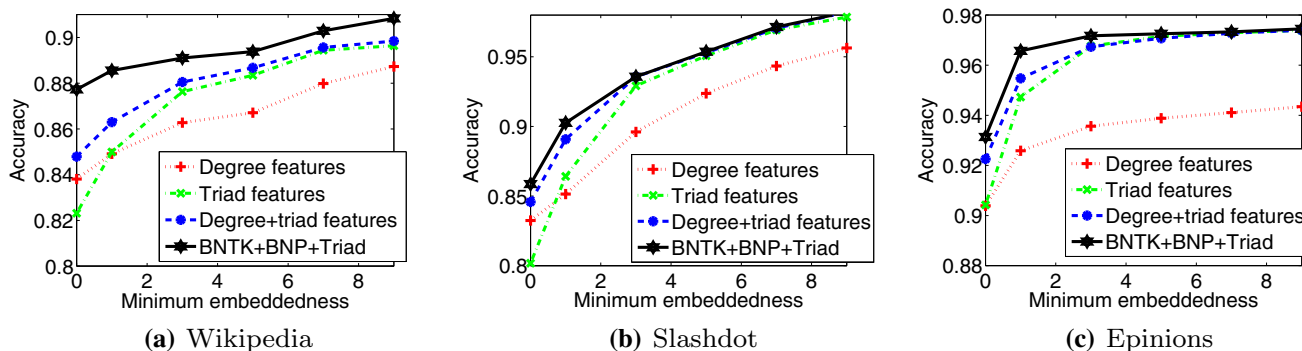 Accuracy
0.9
0.88
0.86
0.84
0.82
0.8
0 2 4 6 8
Minimum embeddedness
Degree features
Triad features
Degree+triad features
BNTK+BNP+Triad
(a) Wikipedia
Accuracy
0.95
0.9
0.85
0.8
0 2 4 6 8
Minimum embeddedness
Degree features
Triad features
Degree+triad features
BNTK+BNP+Triad
(b) Slashdot
Accuracy
0.98
0.96
0.94
0.92
0.9
0.88
0 2 4 6 8
Minimum embeddedness
Degree features
Triad features
Degree+triad features
BNTK+BNP+Triad
(c) Epinions